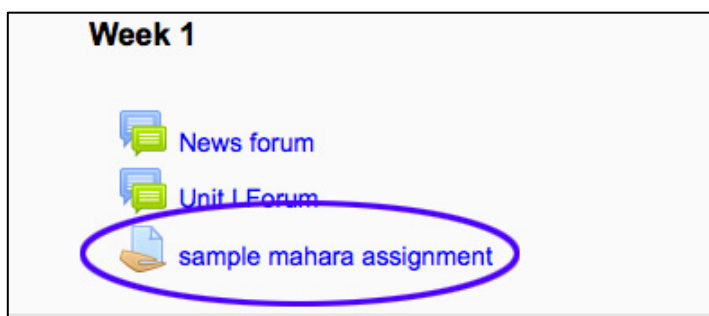 Week 1
News forum
Unit I Forum
sample mahara assignment